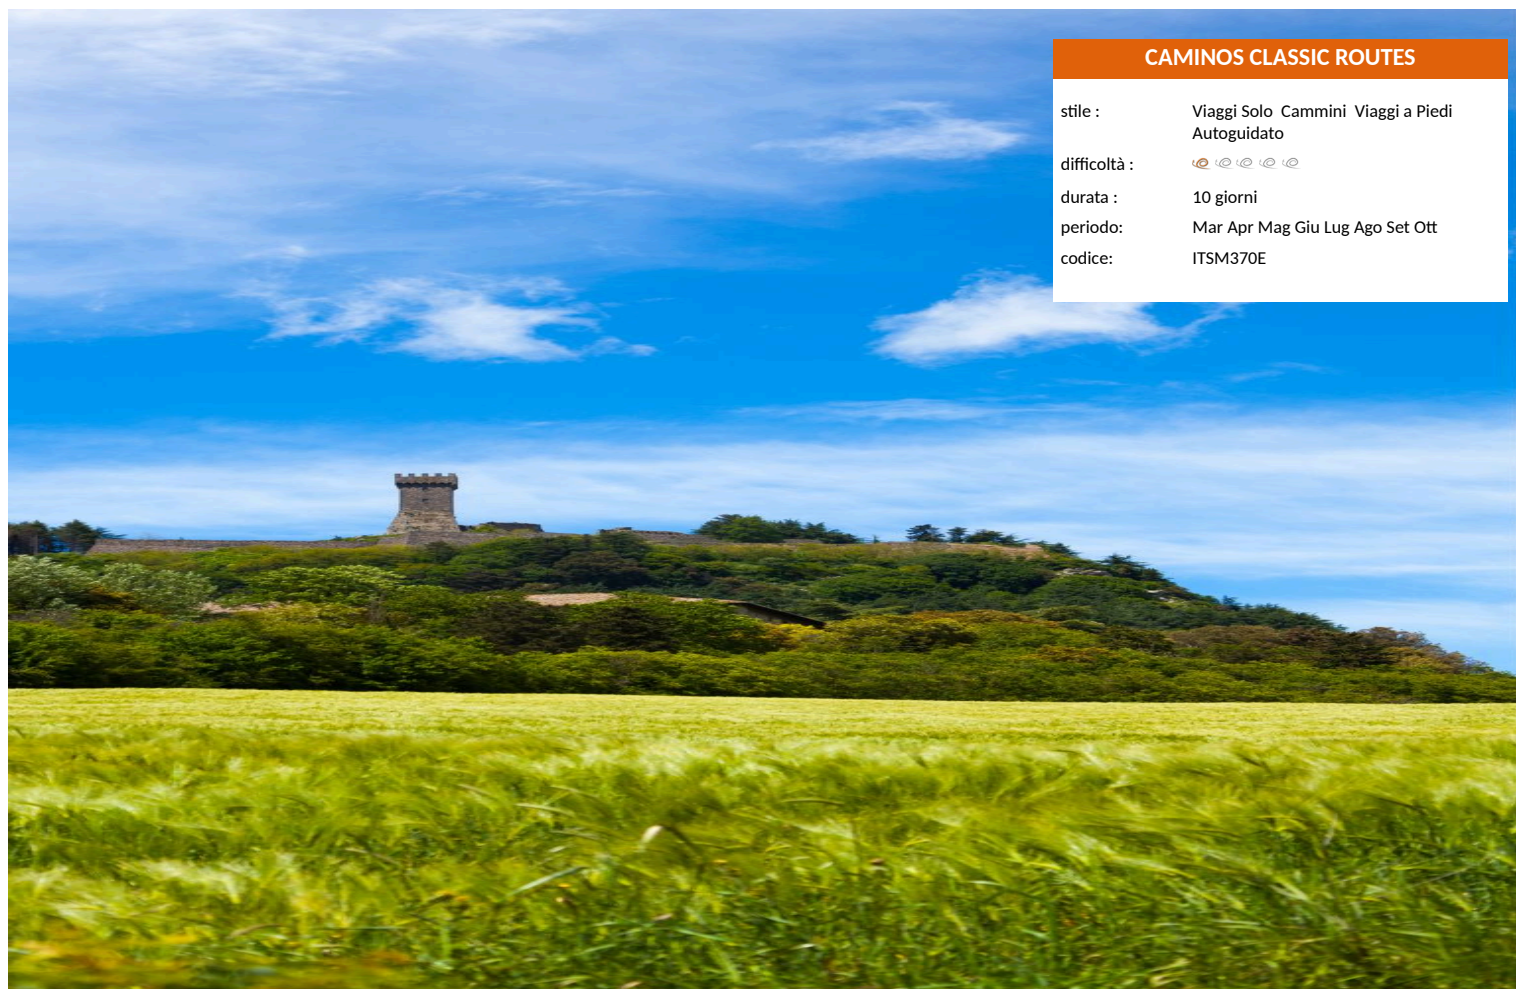 CAMINOS CLASSIC ROUTES
stile : Viaggi Solo Cammini Viaggi a Piedi
Autoguidato
difficoltà :
durata : 10 giorni
periodo: Mar Apr Mag Giu Lug Ago Set Ott
codice: ITSM370E